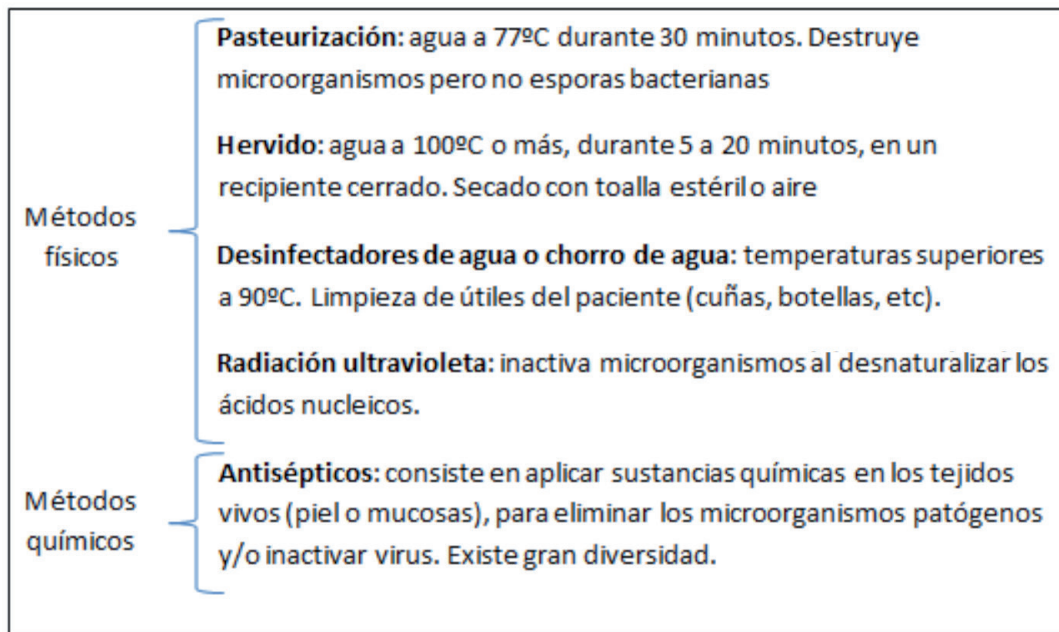 Pasteurización: agua a 77ºC durante 30 minutos. Destruye
microorganismos pero no esporas bacterianas
Hervido: agua a 100ºC o más, durante 5 a 20 minutos, en un
recipiente cerrado. Secado con toalla estéril o aire
Métodos
físicos
Desinfectadores de agua o chorro de agua: temperaturas superiores
a 90ºC. Limpieza de útiles del paciente (cuñas, botellas, etc).
Radiación ultravioleta: inactiva microorganismos al desnaturalizar los
ácidos nucleicos.
Métodos
químicos
Antisépticos: consiste en aplicar sustancias químicas en los tejidos
vivos (piel o mucosas), para eliminar los microorganismos patógenos
y/o inactivar virus. Existe gran diversidad.